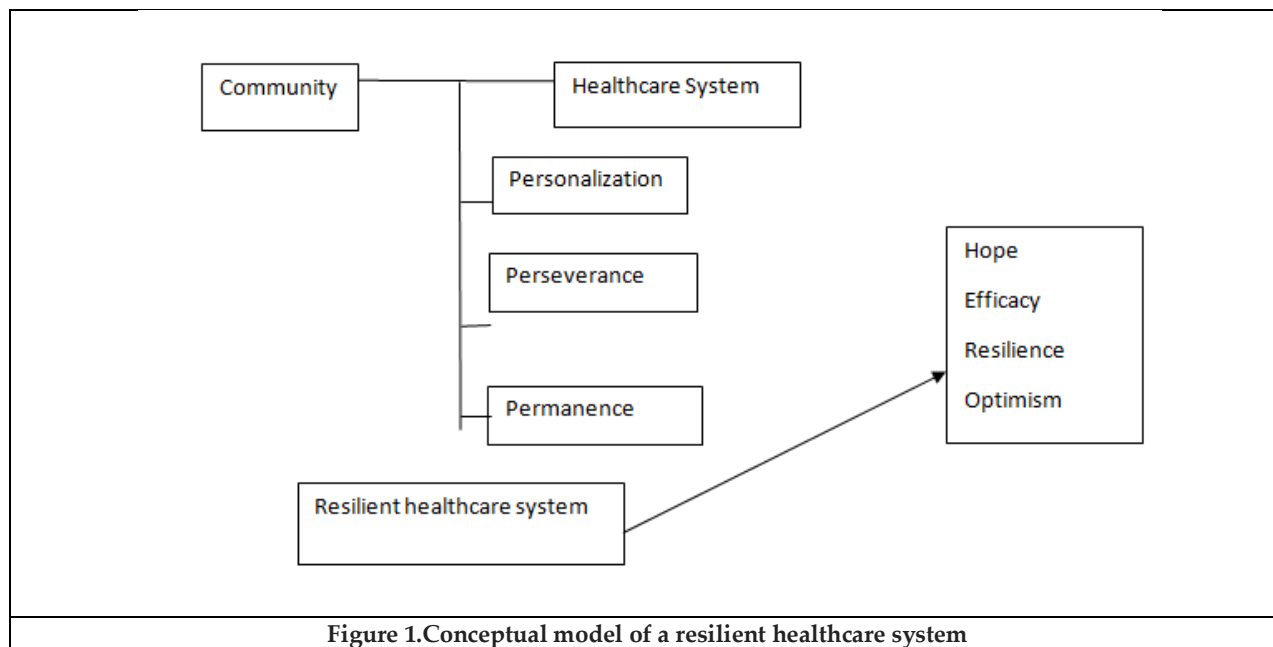 Community
Healthcare System
Personalization
Perseverance
Hope
Efficacy
Resilience
Optimism
Permanence
Resilient healthcare system
Figure 1.Conceptual model of a resilient healthcare system